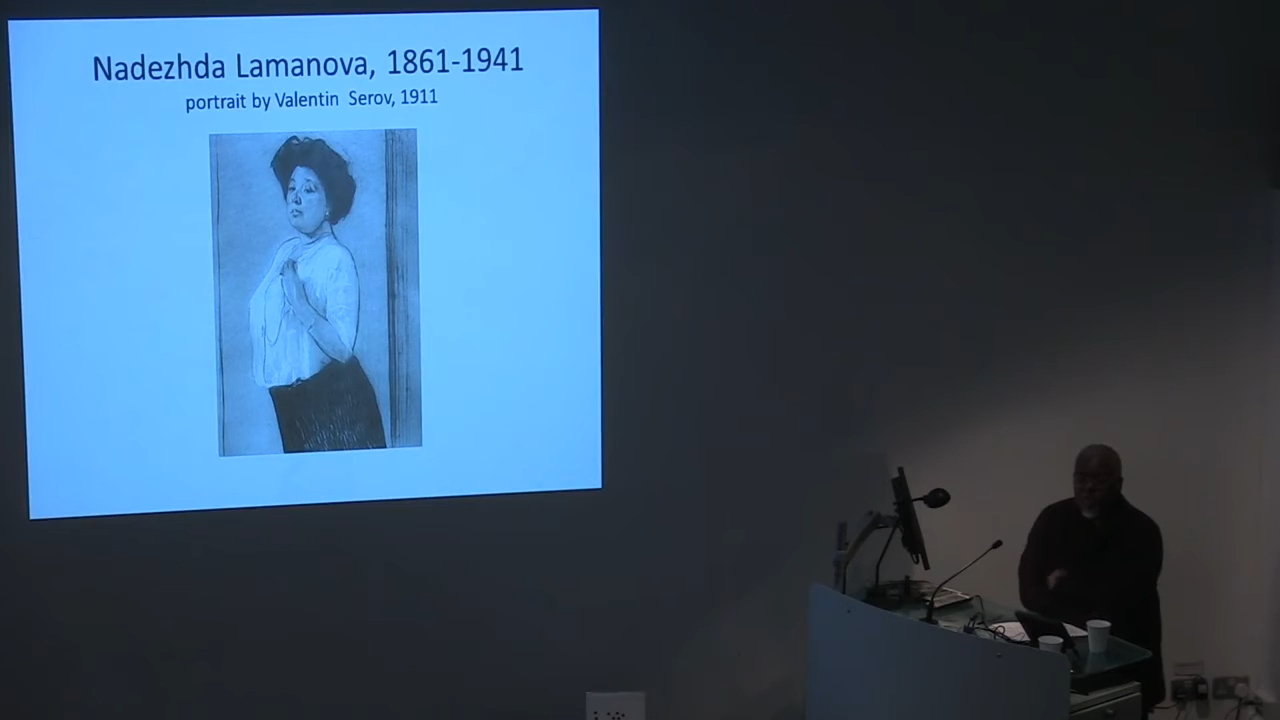 Nadezhda Lamanova, 1861-1941
portrait by Valentin Serov, 1911